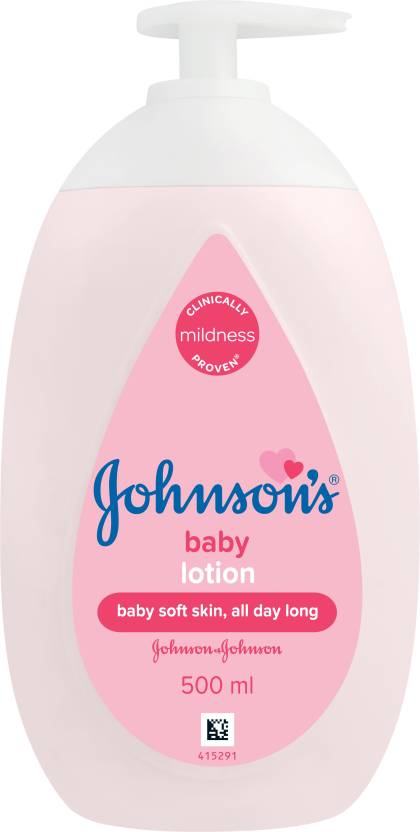 CLINICALLY
mildness
PROVEN®
Johnson's®
baby
lotion
baby soft skin, all day long
Johnson & Johnson
500 ml
415291